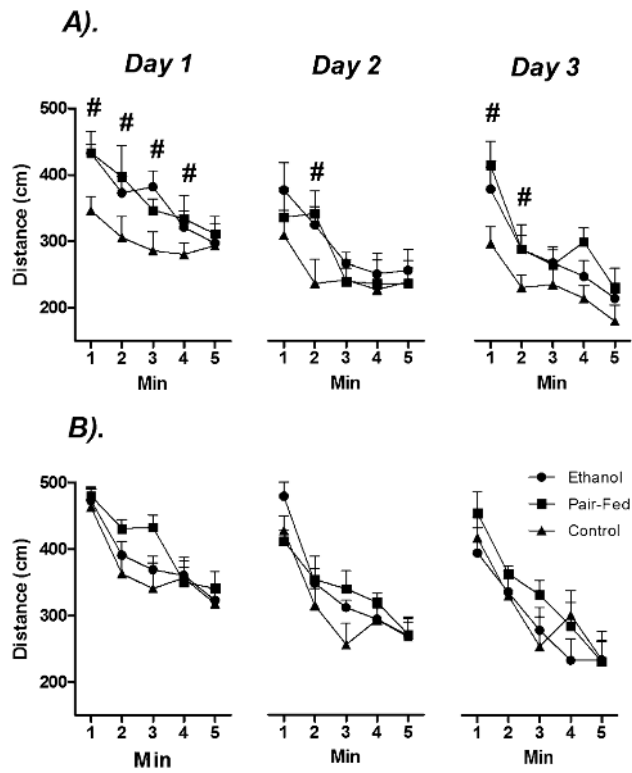 A).
Day 1 Day 2 Day 3
500
400
300
200
Distance (cm)
# # # #
#
# #
1 2 3 4 5 1 2 3 4 5 1 2 3 4 5
Min Min Min
B).
500
400
300
200
Distance (cm)
Ethanol
Pair-Fed
Control
1 2 3 4 5 1 2 3 4 5 1 2 3 4 5
Min Min Min